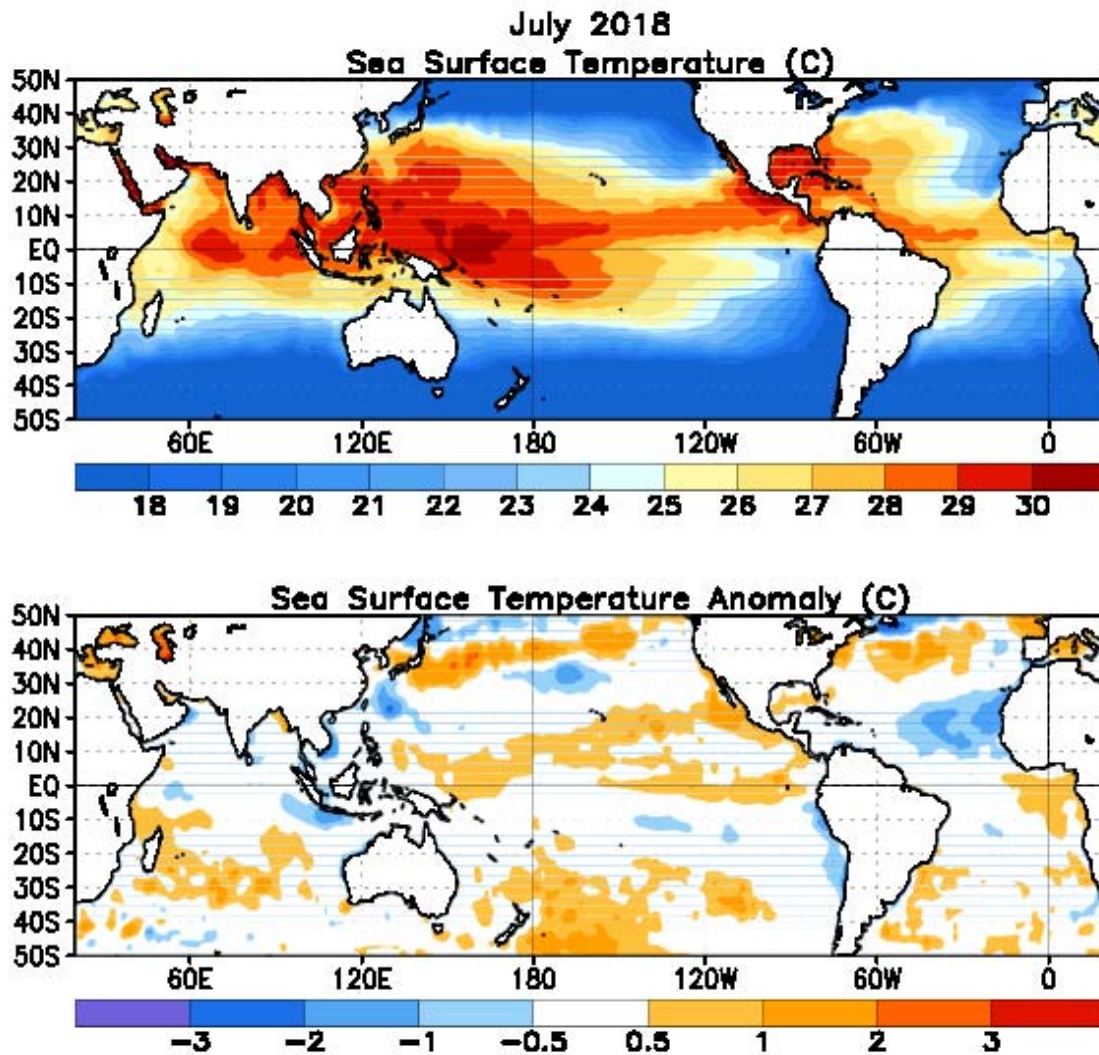 July 2018
Sea Surface Temperature (C)
50N
40N
30N
20N
10N
EQ
10S
20S
30S
40S
50S
60E 120E 180 120W 60W 0
18 19 20 21 22 23 24 25 26 27 28 29 30
Sea Surface Temperature Anomaly (C)
50N
40N
30N
20N
10N
EQ
10S
20S
30S
40S
50S
60E 120E 180 120W 60W 0
-3 -2 -1 -0.5 0.5 1 2 3